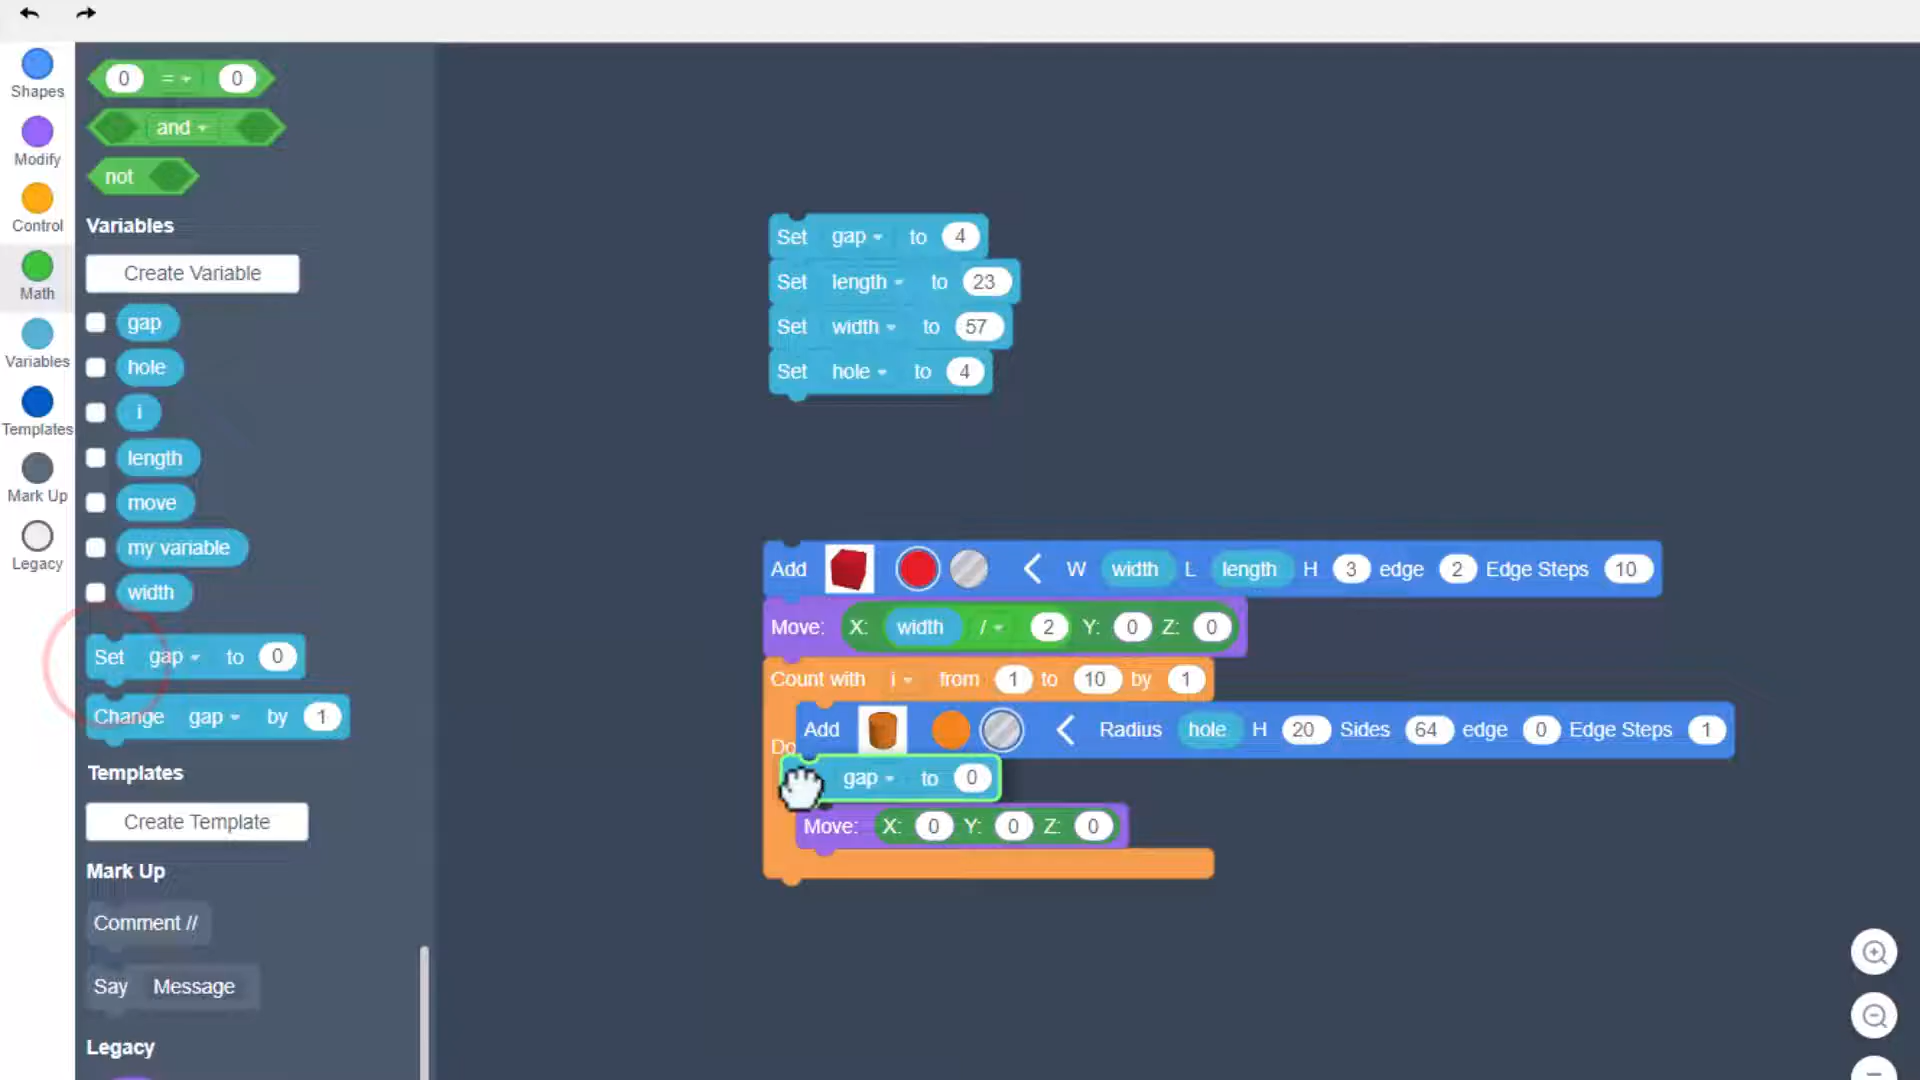 Shapes
Modify
Control
Math
Variables
Templates
Mark Up
Legacy
0 = 0
and
not
Variables
Create Variable
gap
hole
i
length
move
my variable
width
Set gap to 0
Change gap by 1
Templates
Create Template
Mark Up
Comment //
Say Message
Legacy
Set gap to 4
Set length to 23
Set width to 57
Set hole to 4
Add W width L length H 3 edge 2 Edge Steps 10
Move: X: width / 2 Y: 0 Z: 0
Count with i from 1 to 10 by 1
Do
Add Radius hole H 20 Sides 64 edge 0 Edge Steps 1
gap to 0
Move: X: 0 Y: 0 Z: 0